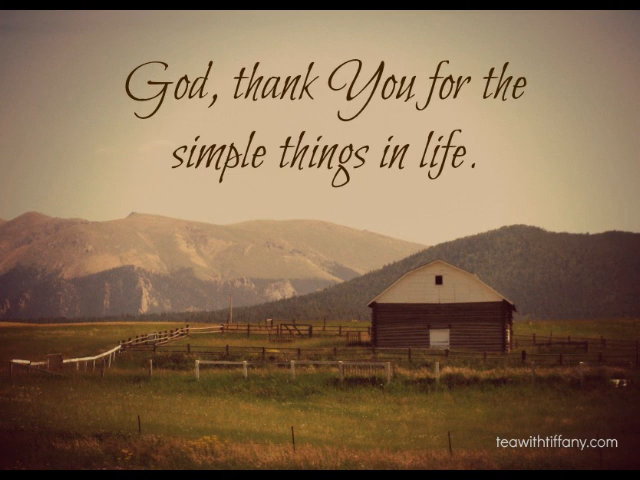 God, thank You for the
simple things in life.
teawithtiffany.com